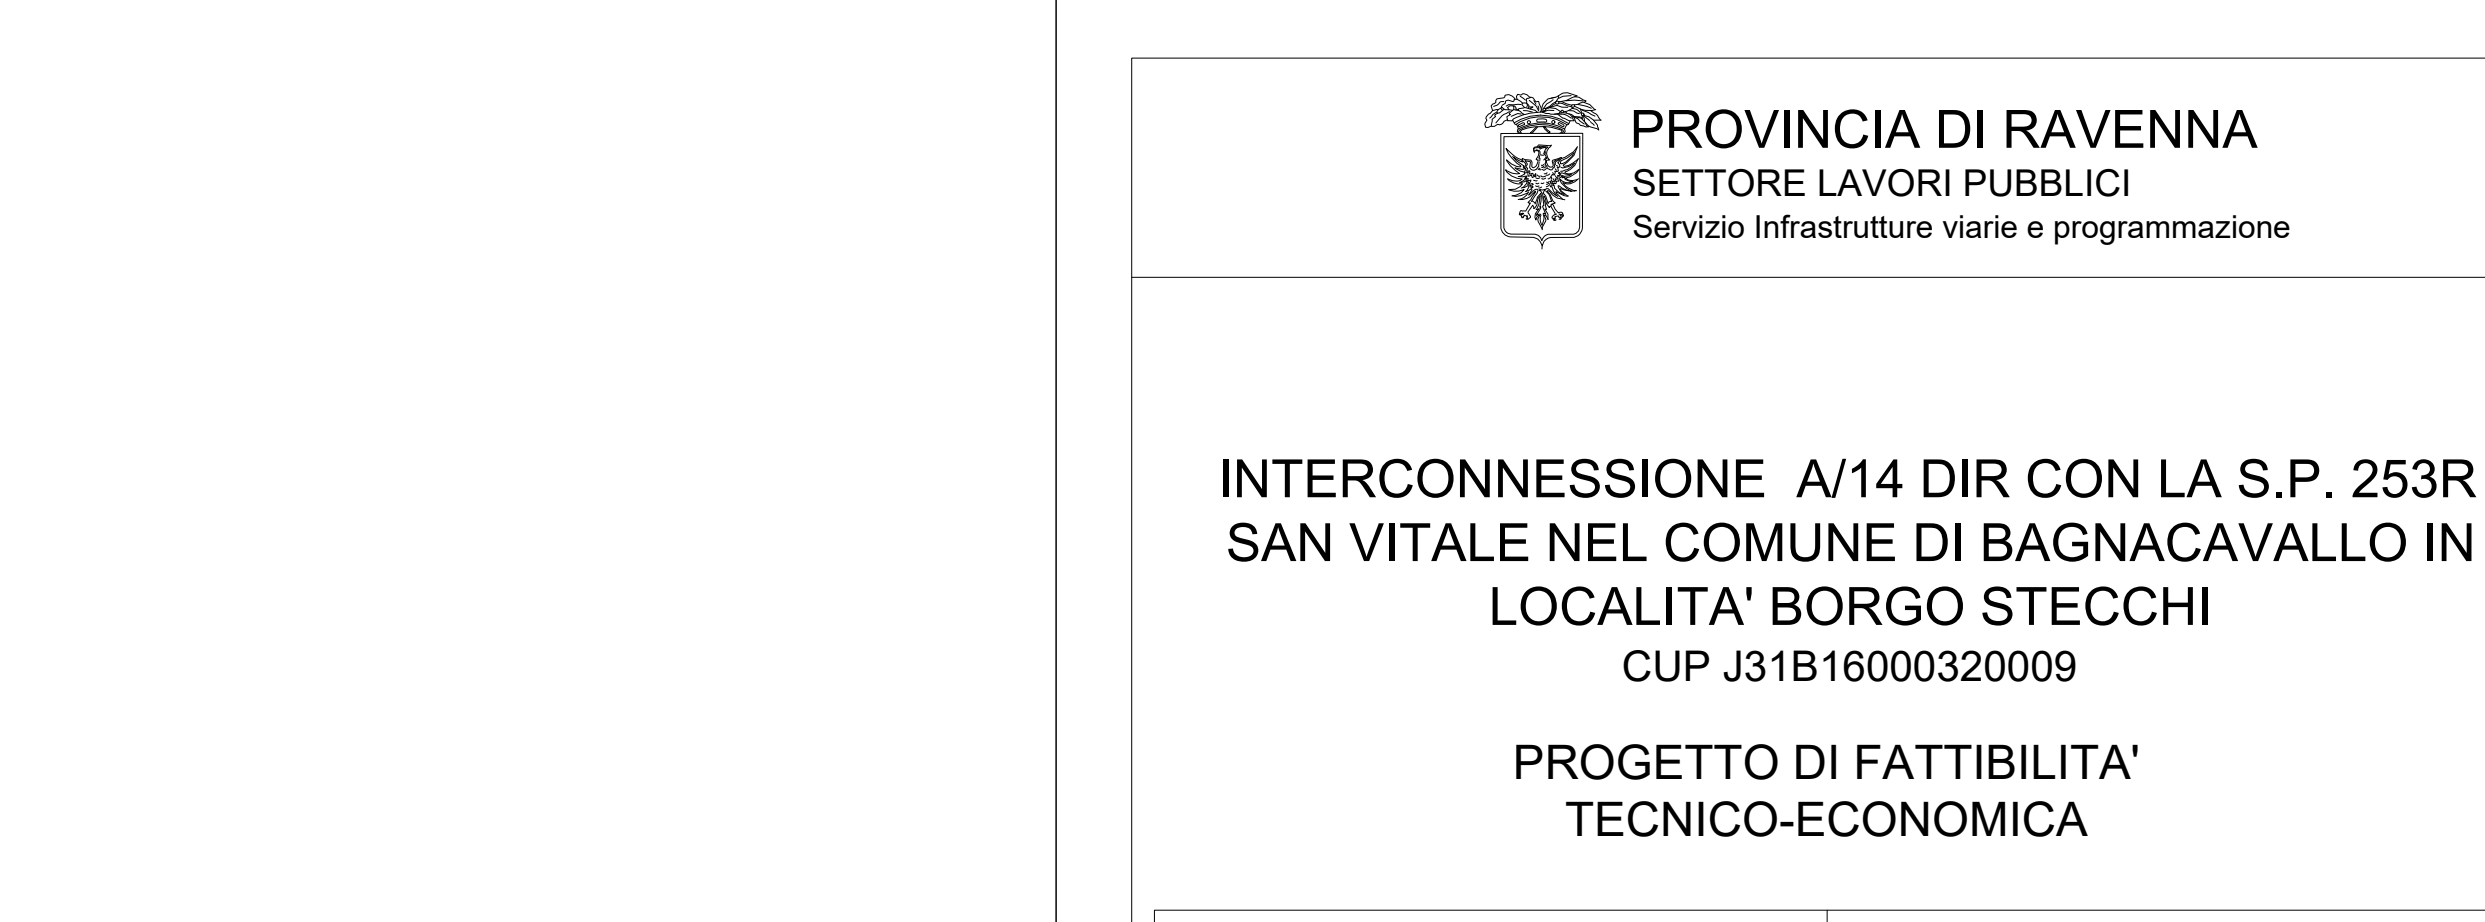 PROVINCIA DI RAVENNA
SETTORE LAVORI PUBBLICI
Servizio Infrastrutture viarie e programmazione
INTERCONNESSIONE  A/14 DIR CON LA S.P. 253R
SAN VITALE NEL COMUNE DI BAGNACAVALLO IN
LOCALITA' BORGO STECCHI
CUP J31B16000320009
PROGETTO DI FATTIBILITA'
TECNICO-ECONOMICA